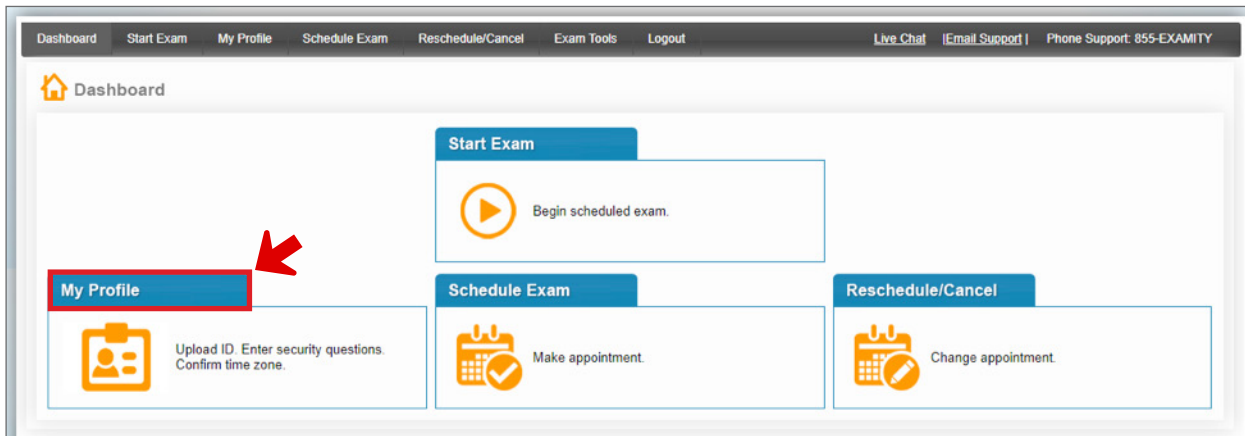 Dashboard Start Exam My Profile Schedule Exam Reschedule/Cancel Exam Tools Logout Live Chat |Email Support| Phone Support: 855-EXAMITY
Dashboard
Start Exam
Begin scheduled exam.
My Profile
Upload ID. Enter security questions.
Confirm time zone.
Schedule Exam
Make appointment.
Reschedule/Cancel
Change appointment.